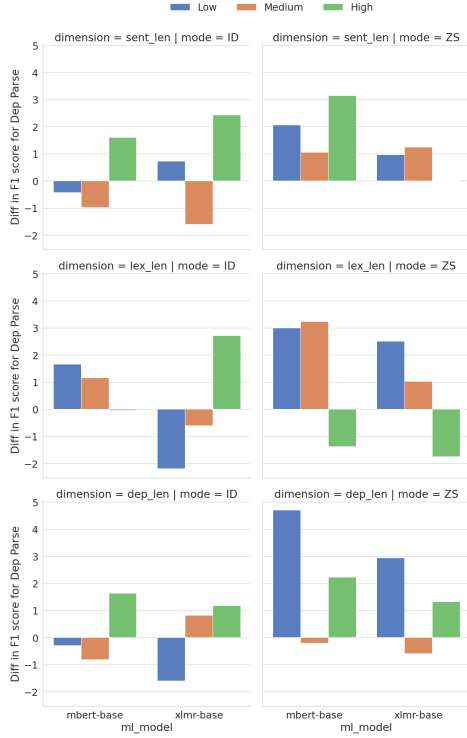 Low Medium High
dimension = sent_len | mode = ID
dimension = sent_len | mode = ZS
Diff in F1 score for Dep Parse
5
4
3
2
1
0
−1
−2
dimension = lex_len | mode = ID
dimension = lex_len | mode = ZS
Diff in F1 score for Dep Parse
5
4
3
2
1
0
−1
−2
dimension = dep_len | mode = ID
dimension = dep_len | mode = ZS
Diff in F1 score for Dep Parse
5
4
3
2
1
0
−1
−2
mbert-base xlmr-base
ml_model
mbert-base xlmr-base
ml_model